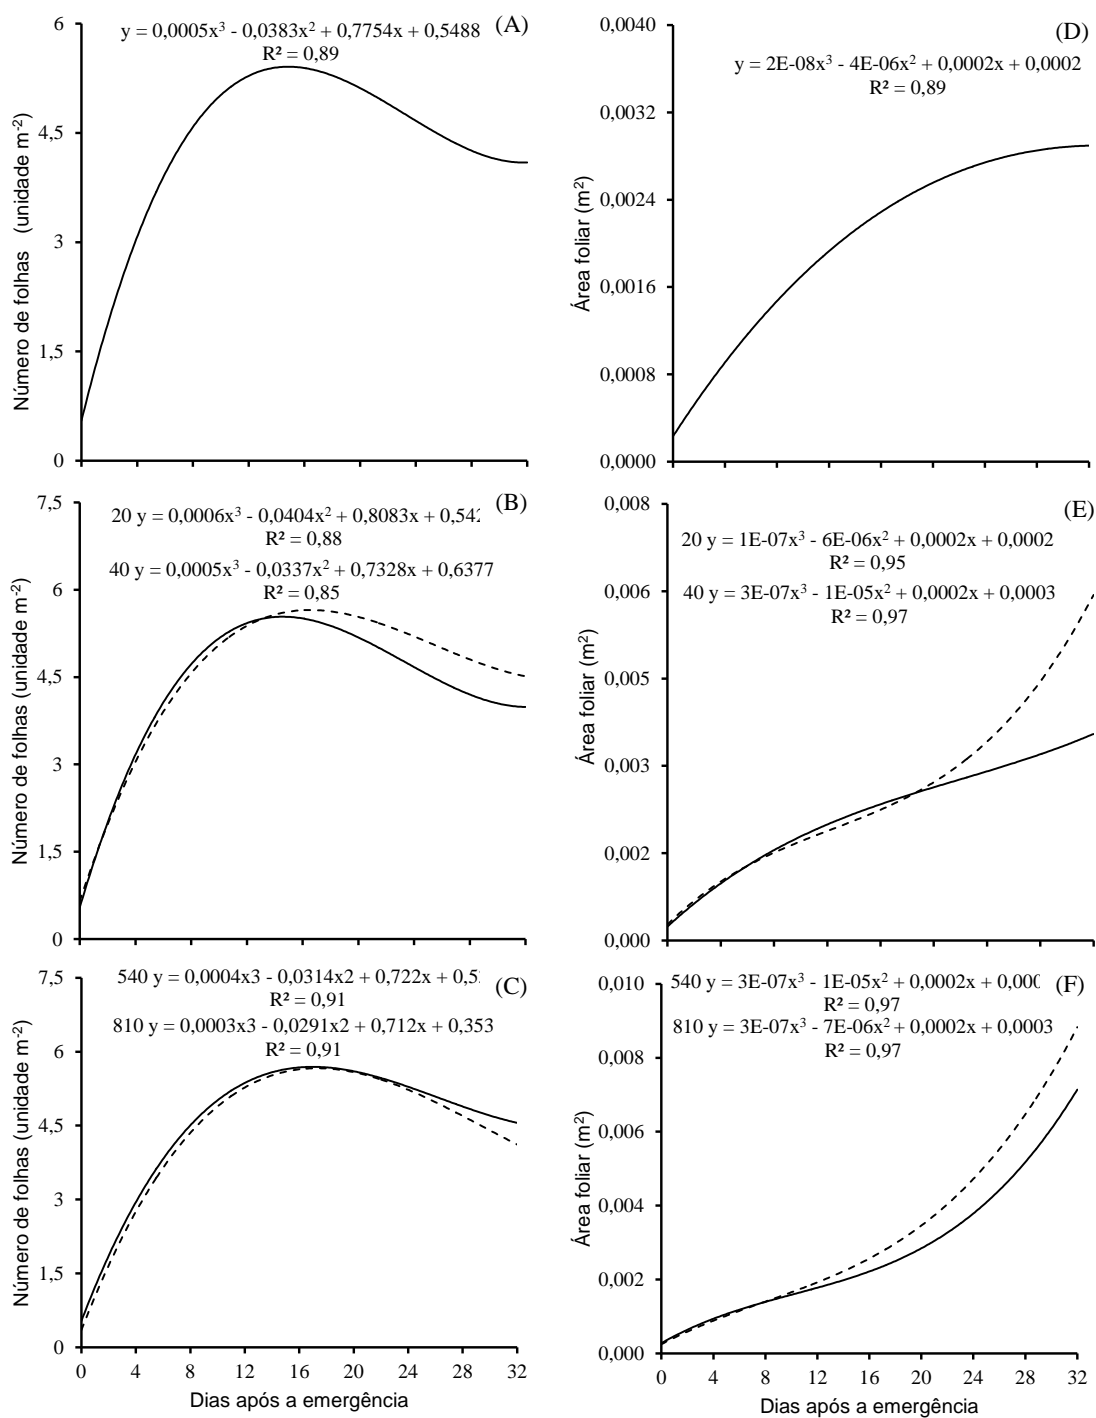 (A)
y = 0,0005x³ - 0,0383x² + 0,7754x + 0,5488
R² = 0,89
Número de folhas (unidade m⁻²)
6
4,5
3
1,5
0
(D)
y = 2E-08x³ - 4E-06x² + 0,0002x + 0,0002
R² = 0,89
Área foliar (m²)
0,0040
0,0032
0,0024
0,0016
0,0008
0,0000
(B)
20 y = 0,0006x³ - 0,0404x² + 0,8083x + 0,542
R² = 0,88
40 y = 0,0005x³ - 0,0337x² + 0,7328x + 0,6377
R² = 0,85
Número de folhas (unidade m⁻²)
7,5
6
4,5
3
1,5
0
(E)
20 y = 1E-07x³ - 6E-06x² + 0,0002x + 0,0002
R² = 0,95
40 y = 3E-07x³ - 1E-05x² + 0,0002x + 0,0003
R² = 0,97
Área foliar (m²)
0,008
0,006
0,005
0,003
0,002
0,000
(C)
540 y = 0,0004x3 - 0,0314x2 + 0,722x + 0,5
R² = 0,91
810 y = 0,0003x3 - 0,0291x2 + 0,712x + 0,353
R² = 0,91
Número de folhas (unidade m⁻²)
7,5
6
4,5
3
1,5
0
0 4 8 12 16 20 24 28 32
Dias após a emergência
(F)
540 y = 3E-07x³ - 1E-05x² + 0,0002x + 0,00
R² = 0,97
810 y = 3E-07x³ - 7E-06x² + 0,0002x + 0,0003
R² = 0,97
Área foliar (m²)
0,010
0,008
0,006
0,004
0,002
0,000
0 4 8 12 16 20 24 28 32
Dias após a emergência